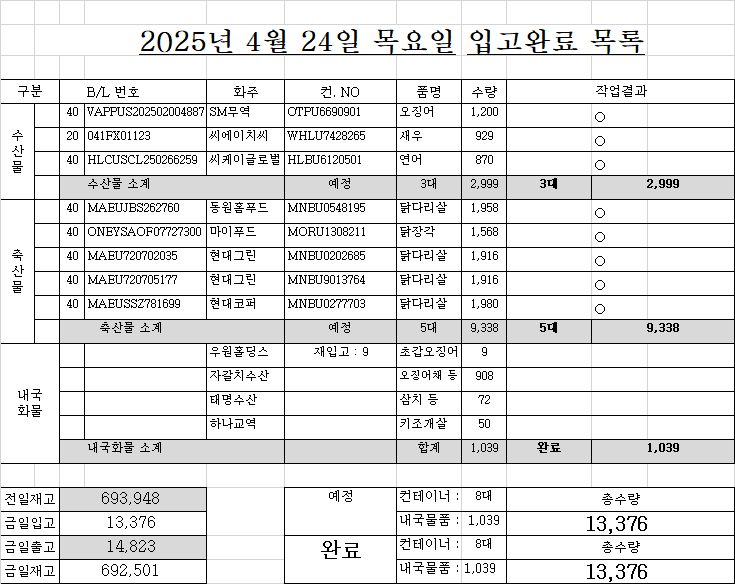 2025년 4월 24일 목요일 입고완료 목록
구분 B/L 번호 화주 컨. NO 품명 수량 작업결과
수산물
40 VAPPUS202502004887 SM무역 OTPU6690901 오징어 1,200 ○
20 041FX01123 씨에이치씨 WHLU7428265 새우 929 ○
40 HLCUSCL250266259 씨케이글로벌 HLBU6120501 연어 870 ○
수산물 소계 예정 3대 2,999 3대 2,999
축산물
40 MAEUJBS262760 동원홈푸드 MNBU0548195 닭다리살 1,958 ○
40 ONEYSAOF07727300 마이푸드 MORU1308211 닭장각 1,568 ○
40 MAEU720702035 현대그린 MNBU0202685 닭다리살 1,916 ○
40 MAEU720705177 현대그린 MNBU9013764 닭다리살 1,916 ○
40 MAEUSSZ781699 현대코퍼 MNBU0277703 닭다리살 1,980 ○
축산물 소계 예정 5대 9,338 5대 9,338
내국
화물
우원홀딩스 재입고 : 9 초갑오징어 9
자갈치수산 오징어채 등 908
태명수산 삼치 등 72
하나교역 키조개살 50
내국화물 소계 합계 1,039 완료 1,039
전일재고 693,948 예정 컨테이너 : 8대 총수량
금일입고 13,376 내국물품 : 1,039 13,376
금일출고 14,823 완료 컨테이너 : 8대 총수량
금일재고 692,501 내국물품 : 1,039 13,376